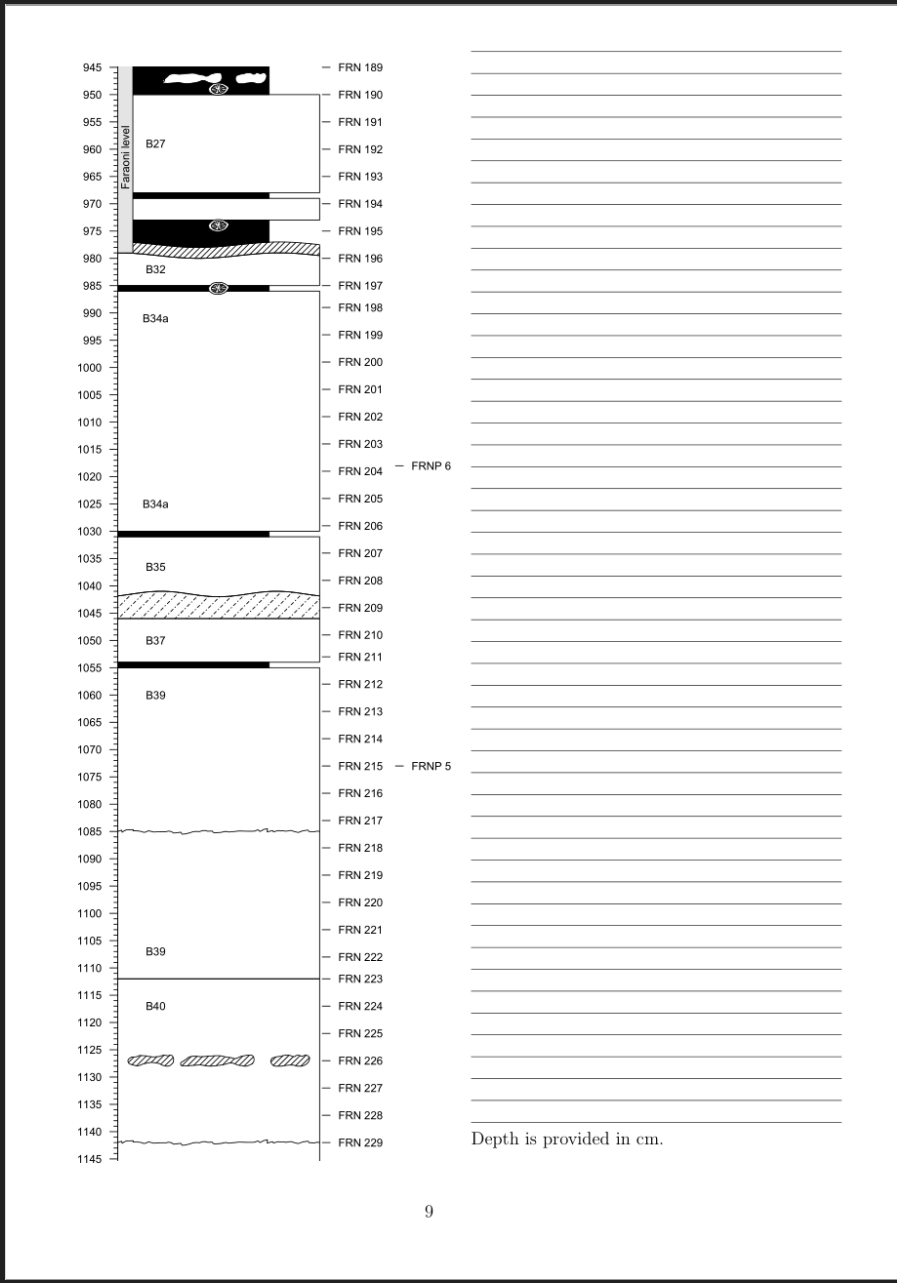 945 FRN 189
950 FRN 190
955 FRN 191
B27
960 FRN 192
Faraoni level
965 FRN 193
970 FRN 194
975 FRN 195
980 FRN 196
B32
985 FRN 197
990 FRN 198
B34a
995 FRN 199
1000 FRN 200
1005 FRN 201
1010 FRN 202
1015 FRN 203
FRNP 6
1020 FRN 204
1025 B34a FRN 205
1030 FRN 206
1035 FRN 207
B35
1040 FRN 208
1045 FRN 209
1050 B37 FRN 210
FRN 211
1055
FRN 212
1060 B39
1065 FRN 213
1070 FRN 214
FRN 215 FRNP 5
1075
1080 FRN 216
1085 FRN 217
1090 FRN 218
1095 FRN 219
1100 FRN 220
1105 FRN 221
B39
1110 FRN 222
FRN 223
1115
B40 FRN 224
1120
FRN 225
1125
FRN 226
1130
FRN 227
1135
FRN 228
1140
FRN 229
1145
Depth is provided in cm.
9